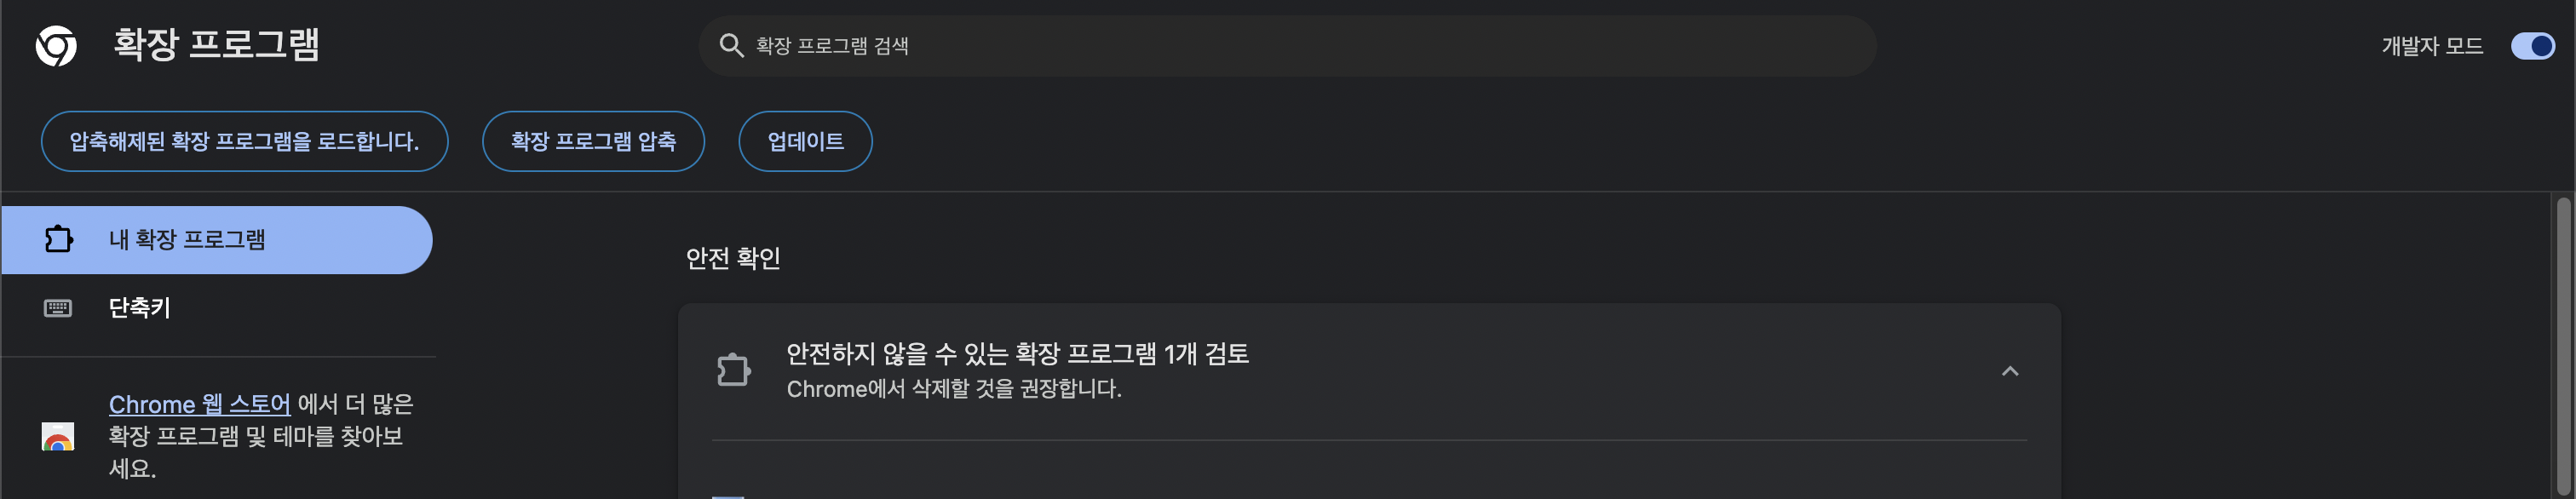 확장 프로그램
확장 프로그램 검색
개발자 모드
압축해제된 확장 프로그램을 로드합니다.
확장 프로그램 압축
업데이트
내 확장 프로그램
단축키
Chrome 웹 스토어 에서 더 많은
확장 프로그램 및 테마를 찾아보
세요.
안전 확인
안전하지 않을 수 있는 확장 프로그램 1개 검토
Chrome에서 삭제할 것을 권장합니다.